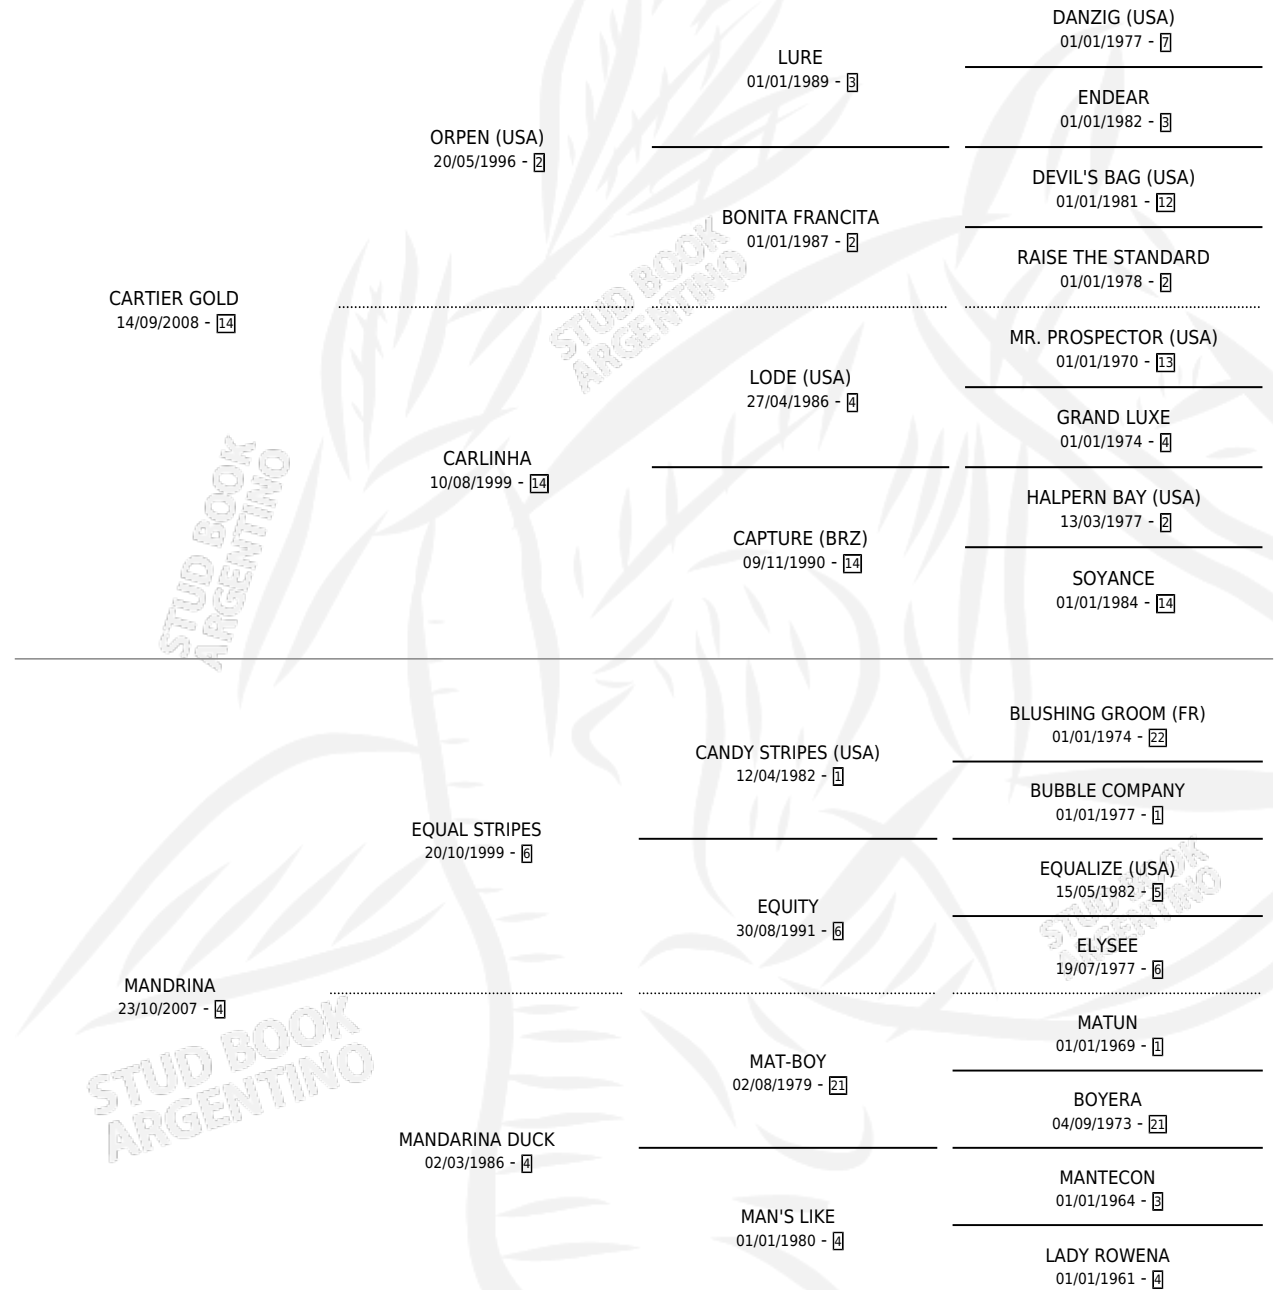 DANZIG (USA)
01/01/1977 - 7
LURE
01/01/1989 - 3
ENDEAR
01/01/1982 - 3
ORPEN (USA)
20/05/1996 - 2
DEVIL'S BAG (USA)
01/01/1981 - 12
BONITA FRANCITA
01/01/1987 - 2
RAISE THE STANDARD
01/01/1978 - 2
CARTIER GOLD
14/09/2008 - 14
MR. PROSPECTOR (USA)
01/01/1970 - 13
LODE (USA)
27/04/1986 - 4
GRAND LUXE
01/01/1974 - 4
CARLINHA
10/08/1999 - 14
HALPERN BAY (USA)
13/03/1977 - 2
CAPTURE (BRZ)
09/11/1990 - 14
SOYANCE
01/01/1984 - 14
BLUSHING GROOM (FR)
01/01/1974 - 22
CANDY STRIPES (USA)
12/04/1982 - 1
BUBBLE COMPANY
01/01/1977 - 1
EQUAL STRIPES
20/10/1999 - 6
EQUALIZE (USA)
15/05/1982 - 5
EQUITY
30/08/1991 - 6
ELYSEE
19/07/1977 - 6
MANDRINA
23/10/2007 - 4
MATUN
01/01/1969 - 1
MAT-BOY
02/08/1979 - 21
BOYERA
04/09/1973 - 21
MANDARINA DUCK
02/03/1986 - 4
MANTECON
01/01/1964 - 3
MAN'S LIKE
01/01/1980 - 4
LADY ROWENA
01/01/1961 - 4
STUD BOOK
ARGENTINO
STUD BOOK
ARGENTINO
STUD BOOK
ARGENTINO
STUD BOOK
ARGENTINO